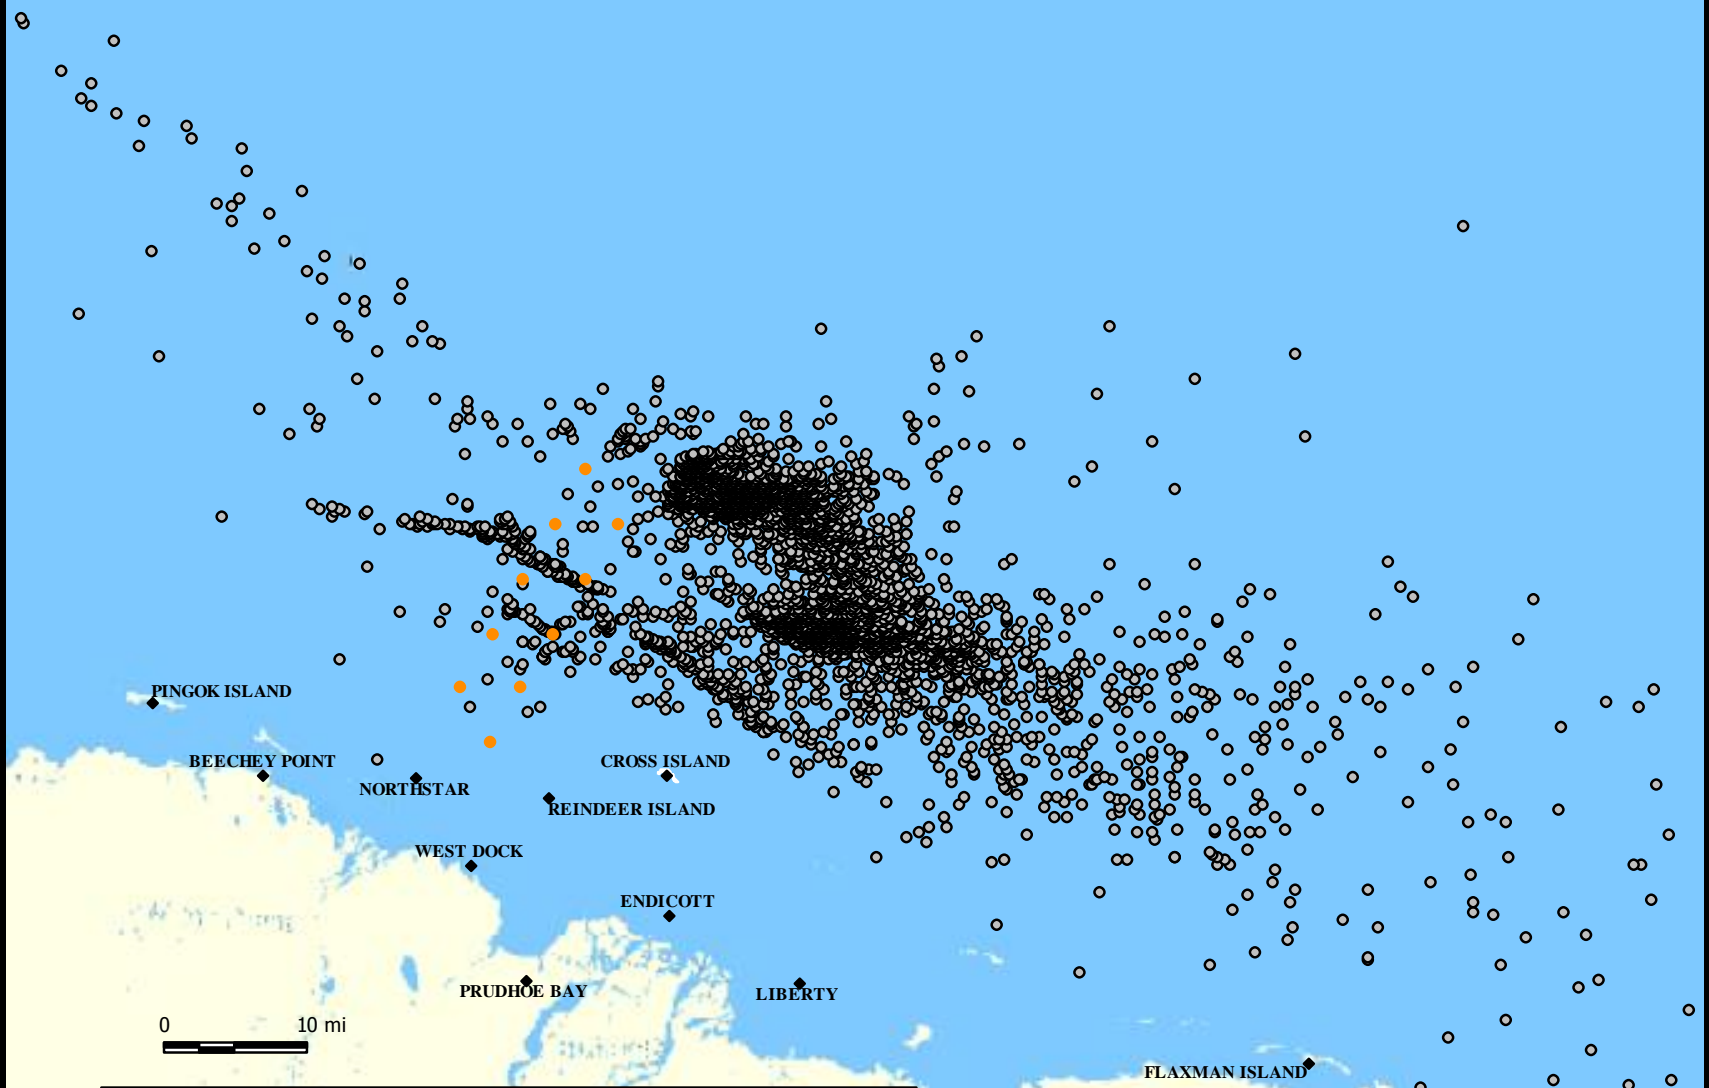 PINGOK ISLAND
BEECHEY POINT
CROSS ISLAND
NORTHSTAR
REINDEER ISLAND
WEST DOCK
ENDICOTT
PRUDHOE BAY
LIBERTY
0 10 mi
FLAXMAN ISLAND